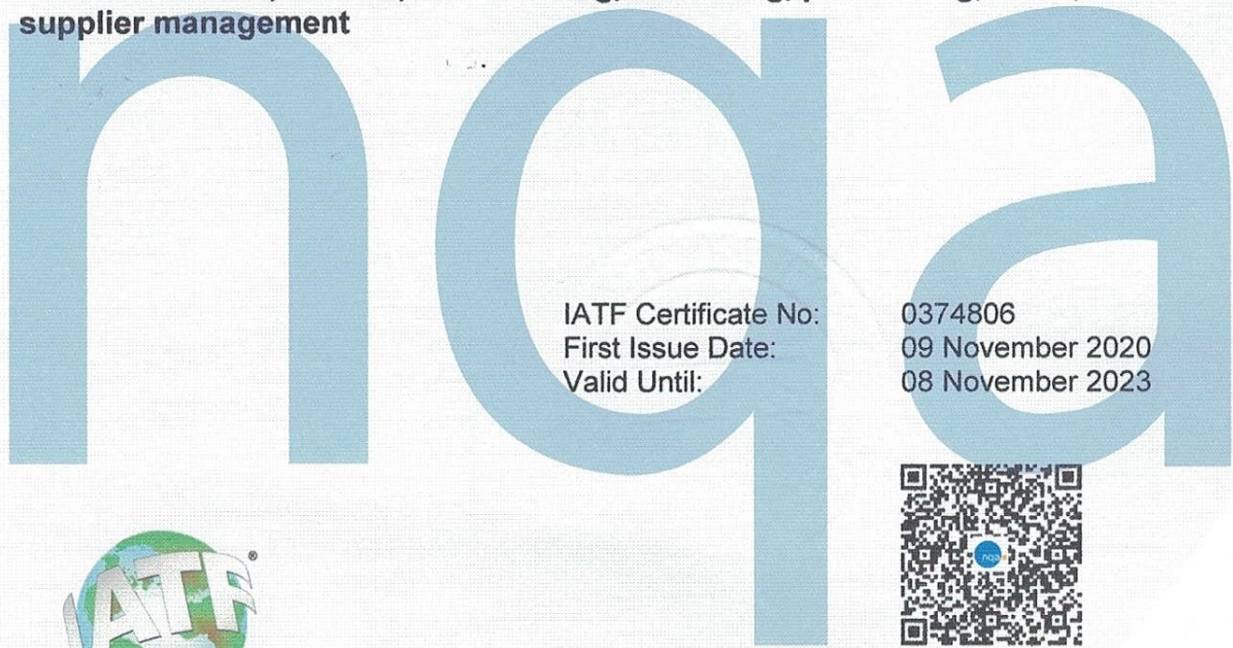 supplier management
nqa
IATF Certificate No: 0374806
First Issue Date: 09 November 2020
Valid Until: 08 November 2023
nqa
IATF®